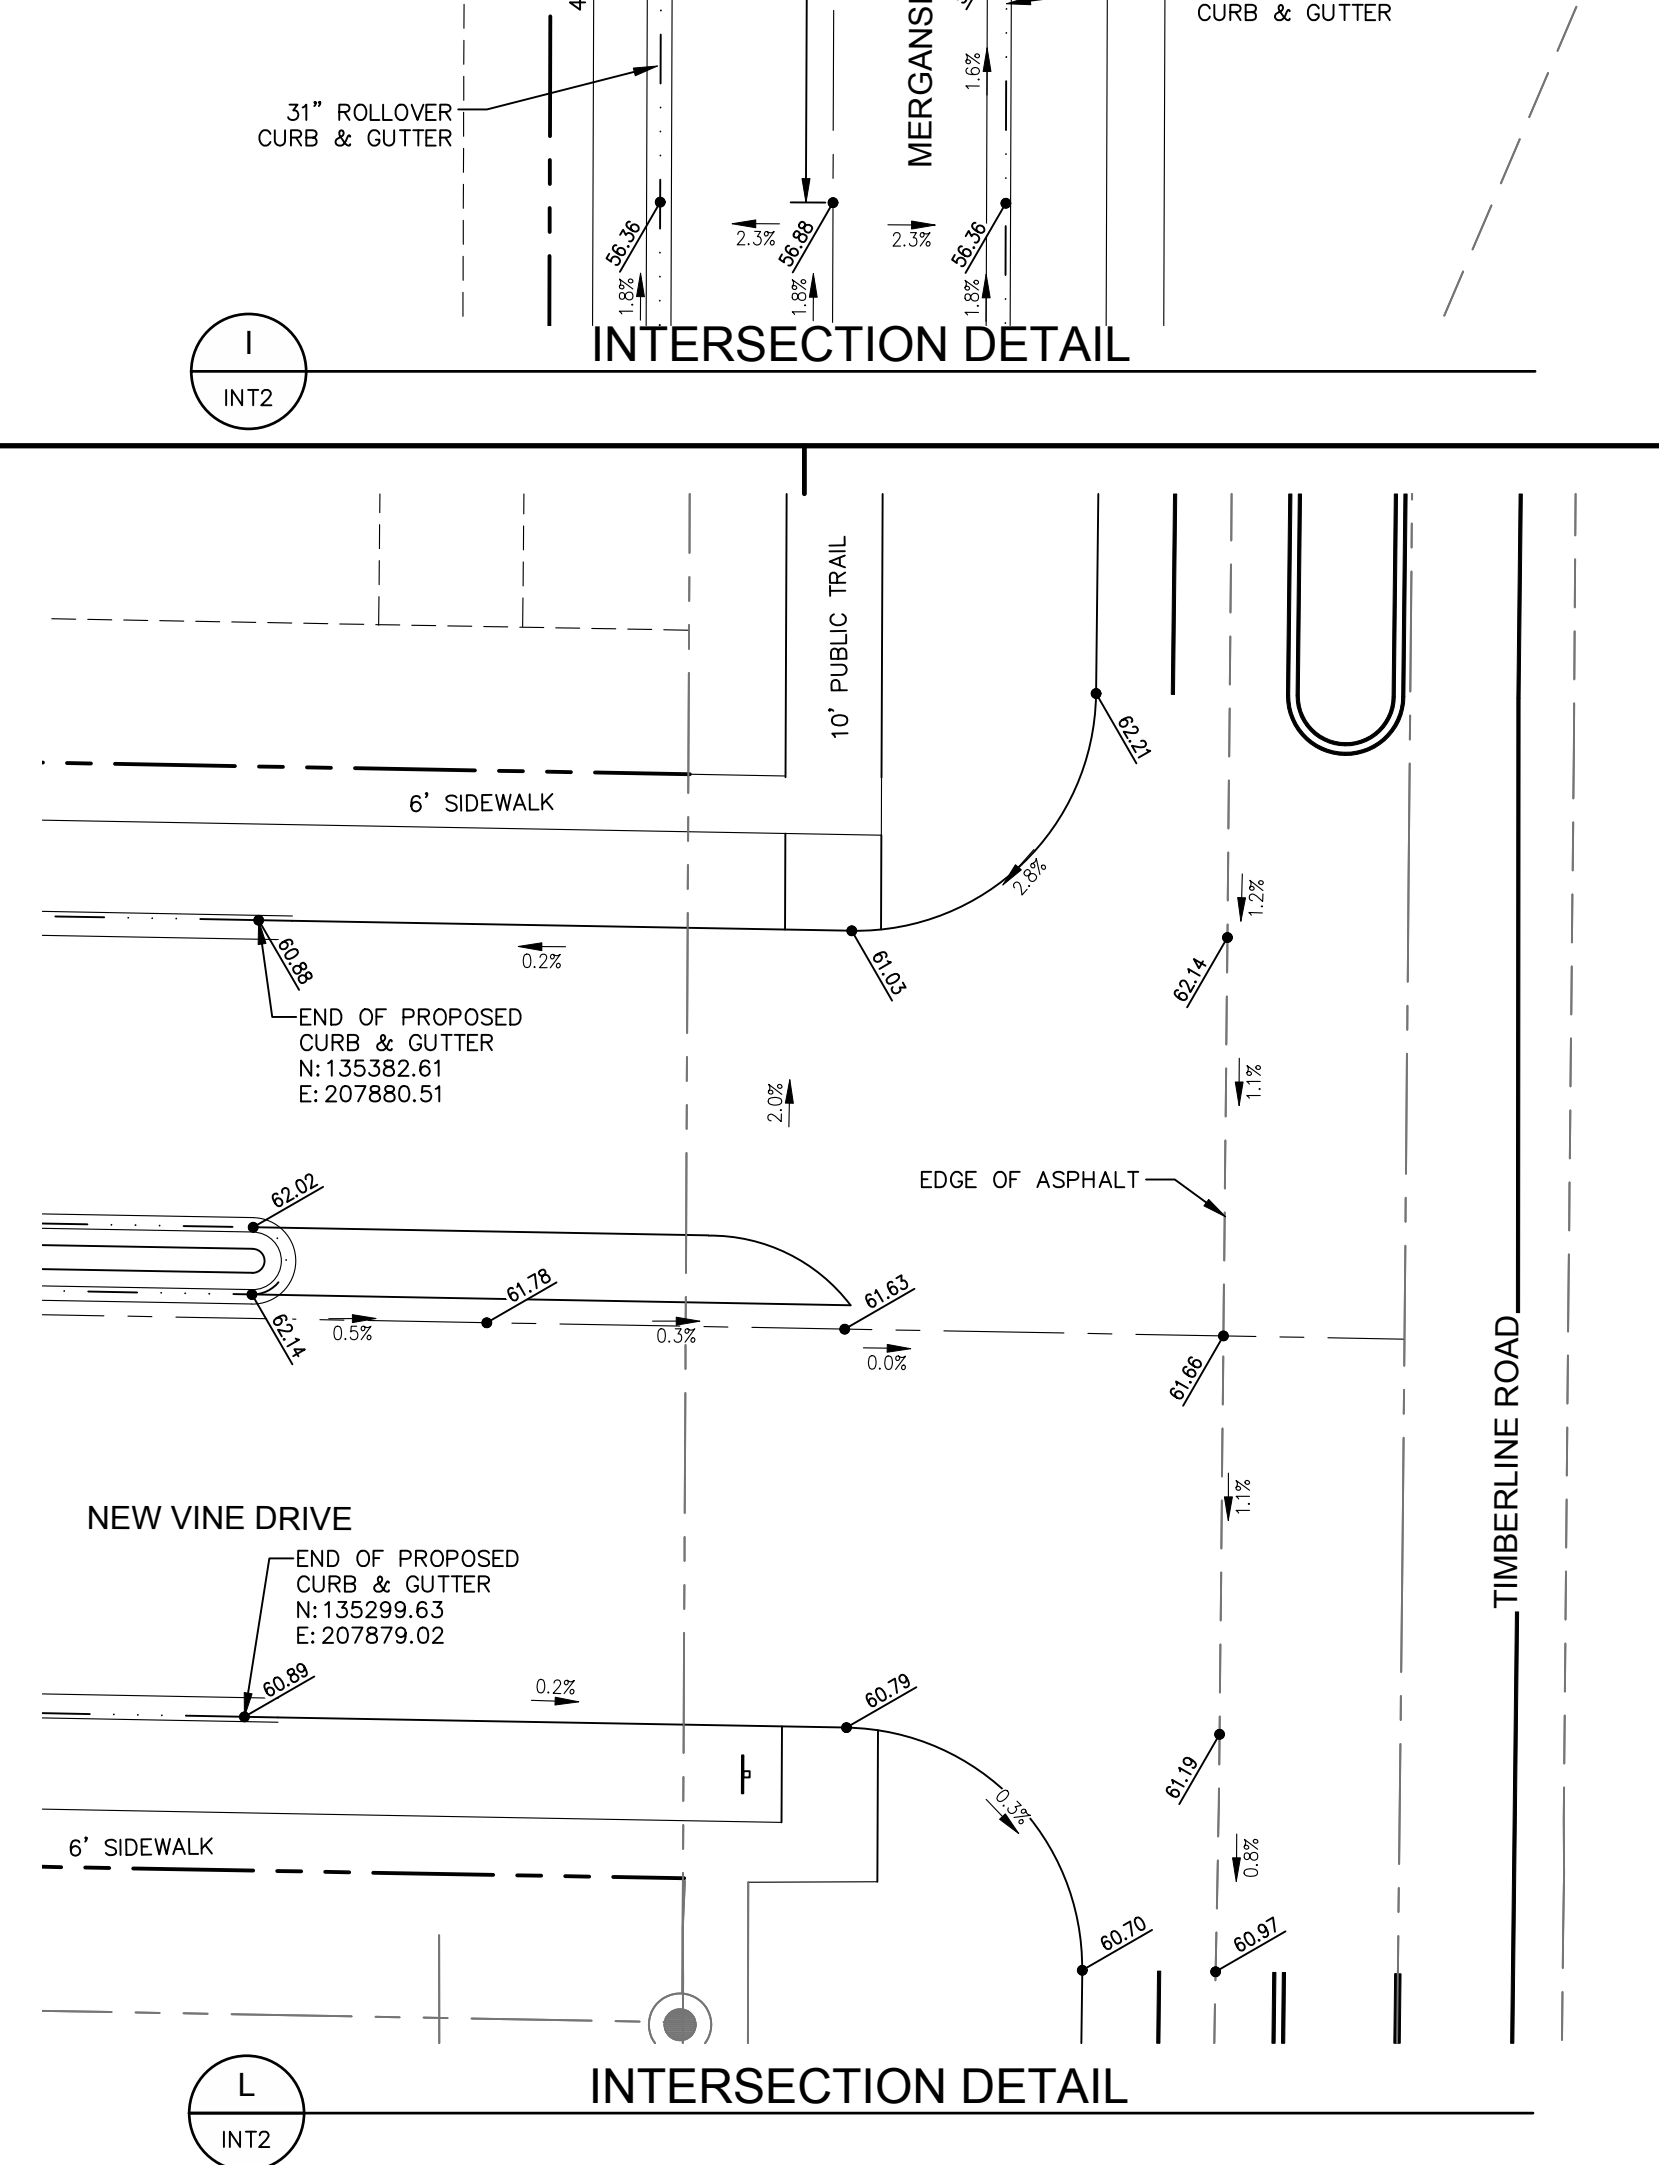 CURB & GUTTER
MERGANS
1.6%
31” ROLLOVER
CURB & GUTTER
56.36
2.3%
56.88
2.3%
56.36
1.8%
1.8%
1.8%
I
INT2
INTERSECTION DETAIL
10’ PUBLIC TRAIL
62.21
6’ SIDEWALK
2.8%
1.2%
60.88
0.2%
61.03
62.14
END OF PROPOSED
CURB & GUTTER
N:135382.61
E:207880.51
2.0%
1.1%
EDGE OF ASPHALT
62.02
61.78
61.63
62.14
0.5%
0.3%
0.0%
61.66
TIMBERLINE ROAD
1.1%
NEW VINE DRIVE
END OF PROPOSED
CURB & GUTTER
N:135299.63
E:207879.02
60.89
0.2%
60.79
61.19
0.3%
6’ SIDEWALK
0.8%
60.70
60.97
L
INT2
INTERSECTION DETAIL